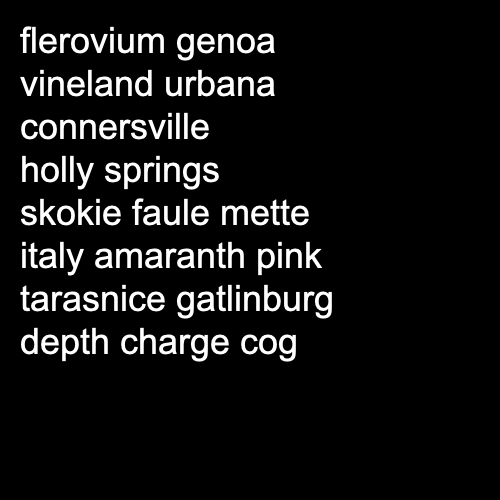 flerovium genoa
vineland urbana
connersville
holly springs
skokie faule mette
italy amaranth pink
tarasnice gatlinburg
depth charge cog